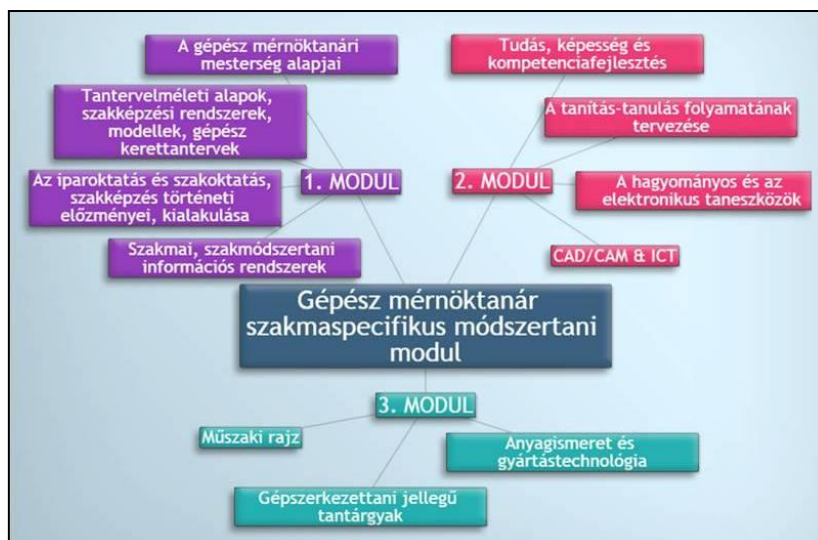 A gépész mérnöktanári
mesterség alapjai
Tantervelméleti alapok,
szakképzési rendszerek,
modellek, gépész
kerettantervek
Az iparoktatás és szakoktatás,
szakképzés történeti
előzményei, kialakulása
1. MODUL
Szakmai, szakmódszertani
információs rendszerek
Tudás, képesség és
kompetenciafejlesztés
A tanítás-tanulás folyamatának
tervezése
2. MODUL
A hagyományos és az
elektronikus taneszközök
CAD/CAM & ICT
Gépész mérnöktanár
szakmaspecifikus módszertani
modul
3. MODUL
Műszaki rajz
Anyagismeret és
gyártástechnológia
Gépszerkezettani jellegű
tantárgyak